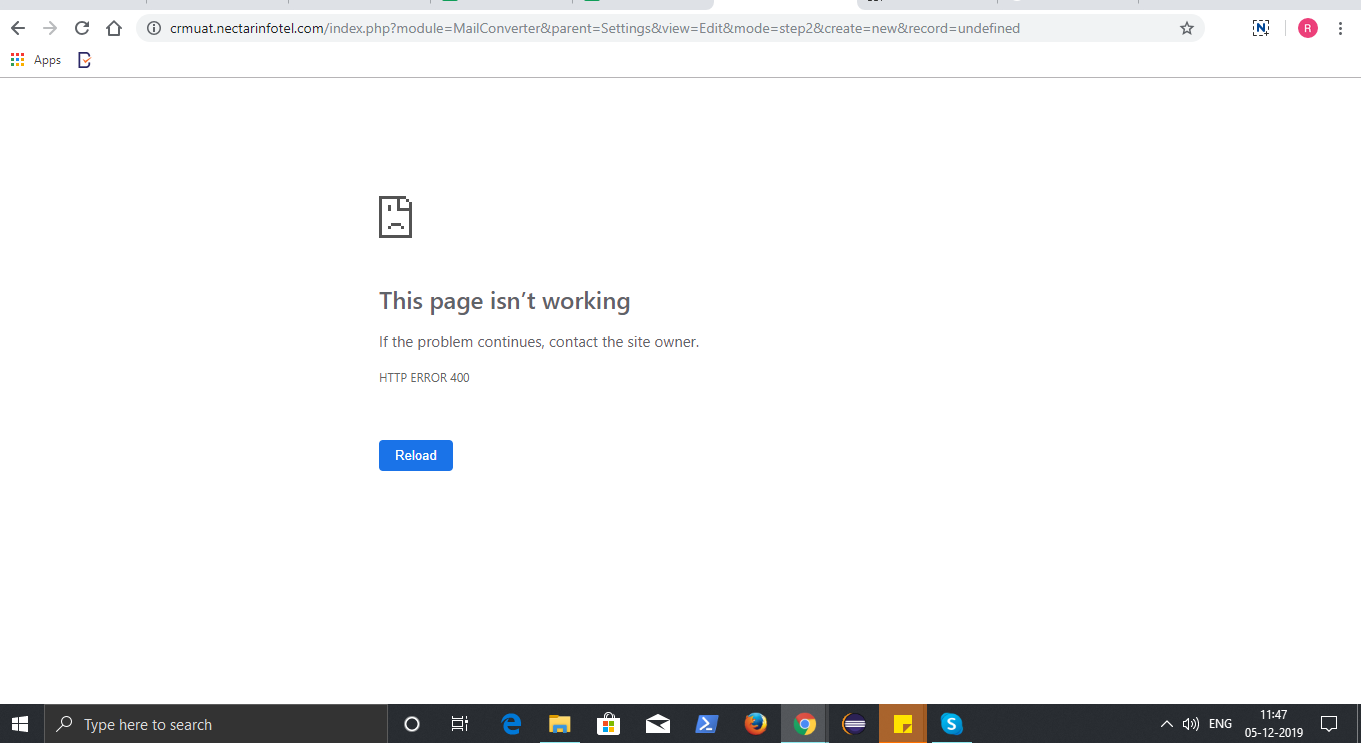 crmuat.nectarinfotel.com/index.php?module=MailConverter&parent=Settings&view=Edit&mode=step2&create=new&record=undefined
N
R
Apps
This page isn’t working
If the problem continues, contact the site owner.
HTTP ERROR 400
Reload
Type here to search
ENG
11:47
05-12-2019